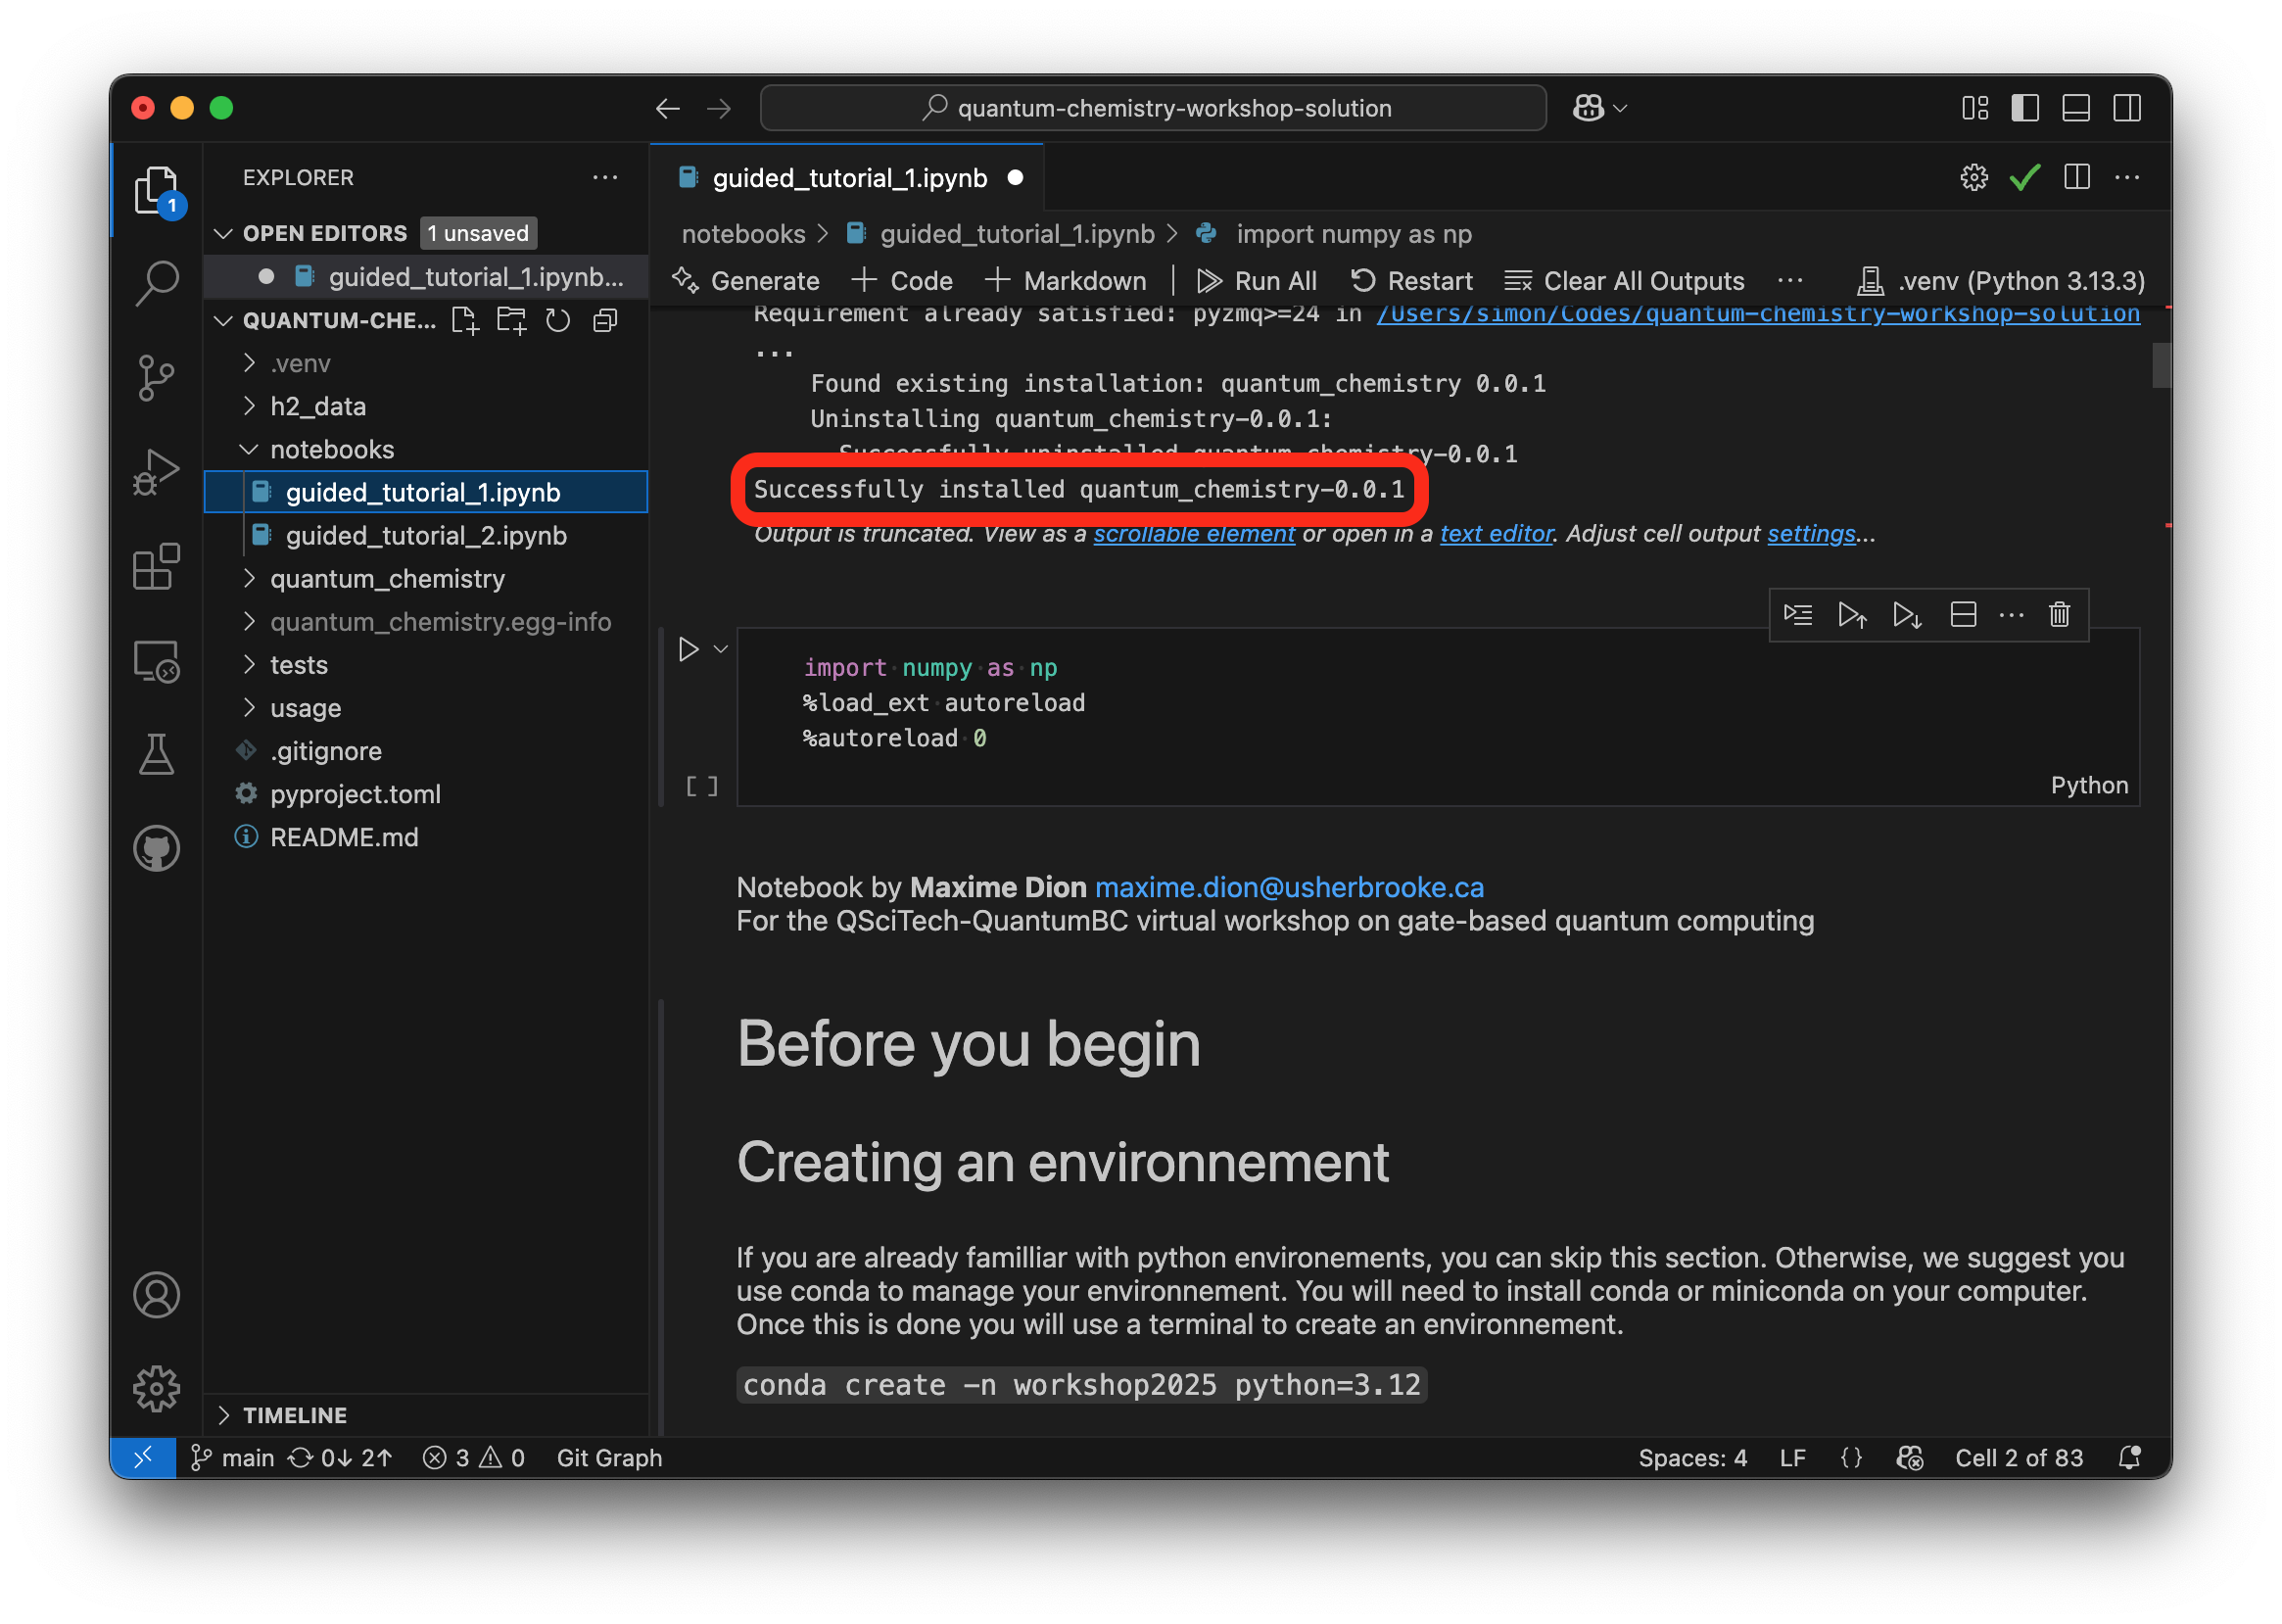 quantum-chemistry-workshop-solution
EXPLORER
1
OPEN EDITORS 1 unsaved
guided_tutorial_1.ipynb...
QUANTUM-CHE...
.venv
h2_data
notebooks
guided_tutorial_1.ipynb
guided_tutorial_2.ipynb
quantum_chemistry
quantum_chemistry.egg-info
tests
usage
.gitignore
pyproject.toml
README.md
TIMELINE
guided_tutorial_1.ipynb
notebooks > guided_tutorial_1.ipynb > import numpy as np
Generate + Code + Markdown | Run All Restart Clear All Outputs ... .venv (Python 3.13.3)
Requirement already satisfied: pyzmq>=24 in /Users/simon/Codes/quantum-chemistry-workshop-solution
...
Found existing installation: quantum_chemistry 0.0.1
Uninstalling quantum_chemistry-0.0.1:
Successfully uninstalled quantum_chemistry-0.0.1
Successfully installed quantum_chemistry-0.0.1
Output is truncated. View as a scrollable element or open in a text editor. Adjust cell output settings...
import numpy as np
%load_ext autoreload
%autoreload 0
[ ]
Python
Notebook by Maxime Dion maxime.dion@usherbrooke.ca
For the QSciTech-QuantumBC virtual workshop on gate-based quantum computing
Before you begin
Creating an environnement
If you are already familliar with python environements, you can skip this section. Otherwise, we suggest you
use conda to manage your environnement. You will need to install conda or miniconda on your computer.
Once this is done you will use a terminal to create an environnement.
conda create -n workshop2025 python=3.12
main 0↓ 2↑ 3 0 Git Graph
Spaces: 4 LF {} Cell 2 of 83